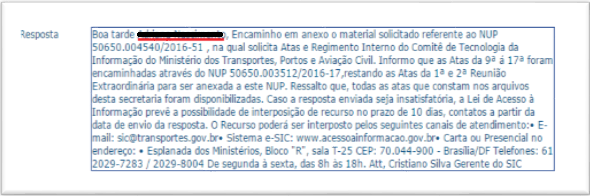 Resposta
Boa tarde , Encaminho em anexo o material solicitado referente ao NUP
50650.004540/2016-51 , na qual solicita Atas e Regimento Interno do Comitê de Tecnologia da
Informação do Ministério dos Transportes, Portos e Aviação Civil. Informo que as Atas da 9ª á 17ª foram
encaminhadas através do NUP 50650.003512/2016-17,restando as Atas da 1ª e 2ª Reunião
Extraordinária para ser anexada a este NUP. Ressalto que, todas as atas que constam nos arquivos
desta secretaria foram disponibilizadas. Caso a resposta enviada seja insatisfatória, a Lei de Acesso à
Informação prevê a possibilidade de interposição de recurso no prazo de 10 dias, contatos a partir da
data de envio da resposta. O Recurso poderá ser interposto pelos seguintes canais de atendimento:• E-
mail: sic@transportes.gov.br• Sistema e-SIC: www.acessoainformacao.gov.br• Carta ou Presencial no
endereço: • Esplanada dos Ministérios, Bloco "R", sala T-25 CEP: 70.044-900 - Brasília/DF Telefones: 61
2029-7283 / 2029-8004 De segunda à sexta, das 8h às 18h. Att, Cristiano Silva Gerente do SIC